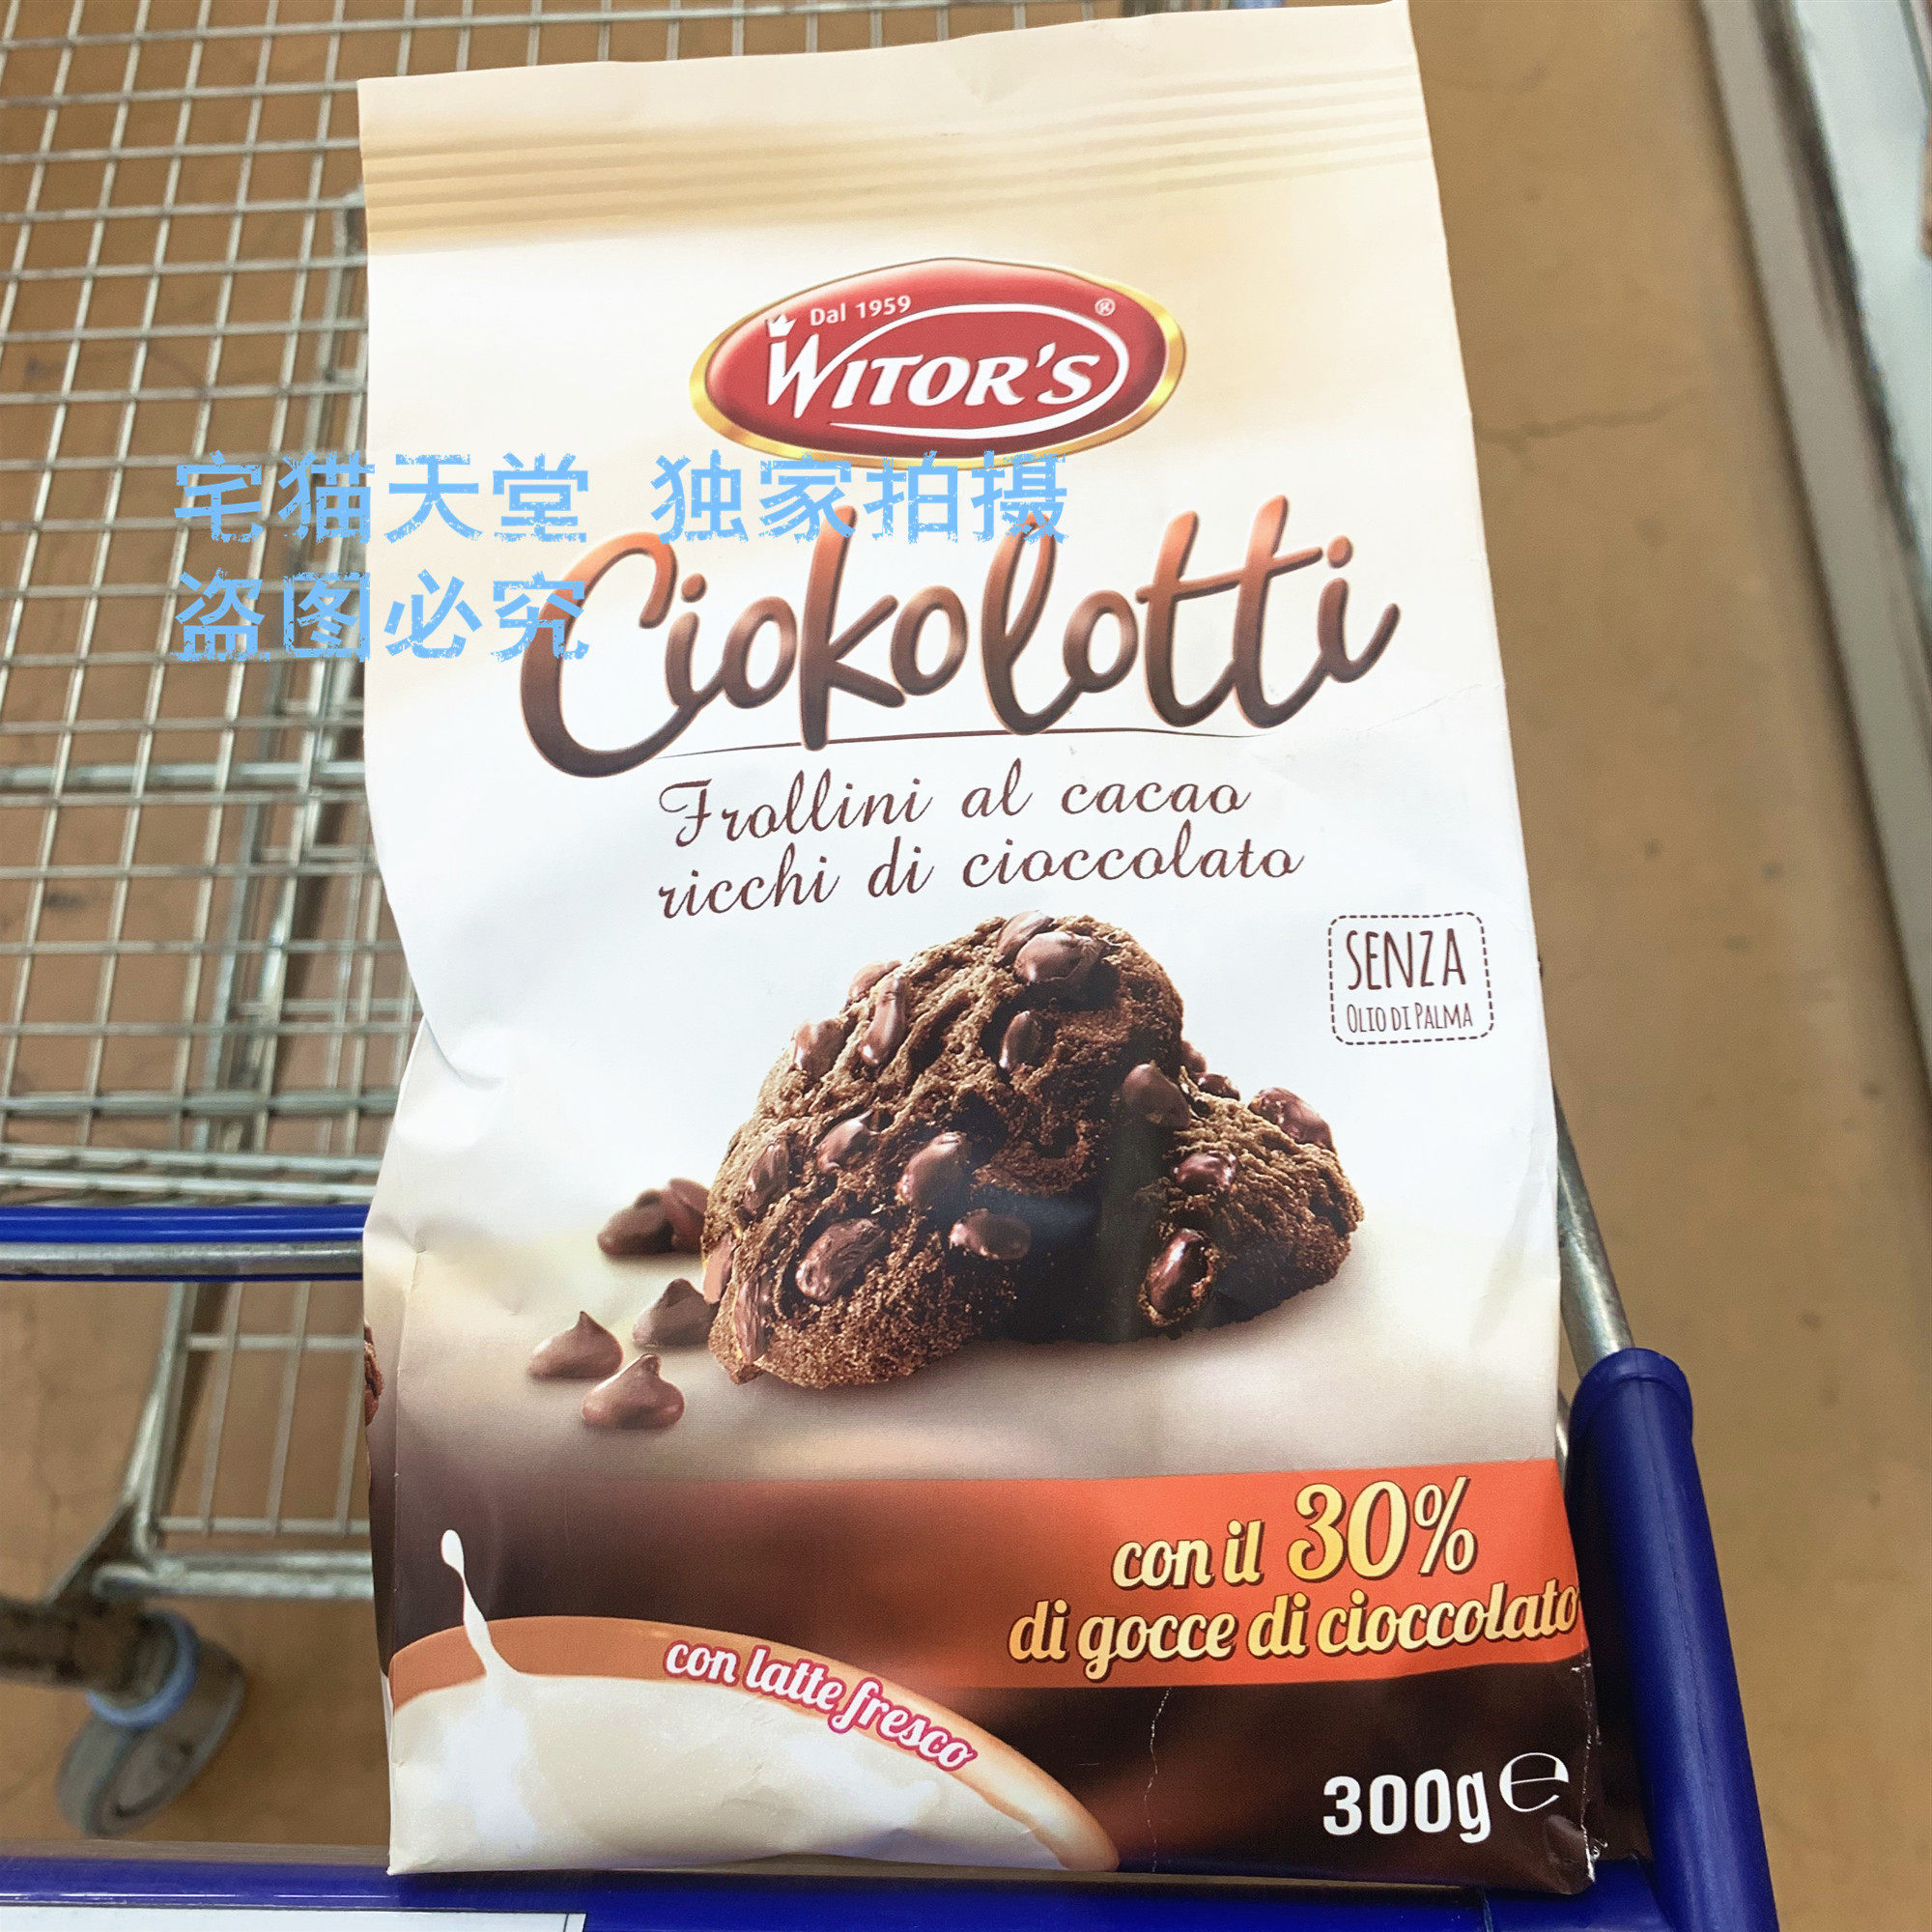 Dal 1959
WITOR'S®
宅猫天堂 独家拍摄
盗图必究
Ciokolotti
Frollini al cacao
ricchi di cioccolato
SENZA
OLIO DI PALMA
con il 30%
di gocce di cioccolato
con latte fresco
300g ℮